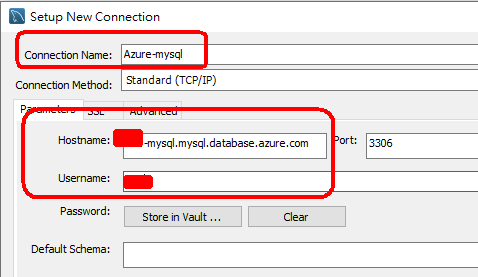 Setup New Connection
Connection Name: Azure-mysql
Connection Method: Standard (TCP/IP)
Parameters SSL Advanced
Hostname: -mysql.mysql.database.azure.com Port: 3306
Username:
Password: Store in Vault ... Clear
Default Schema: